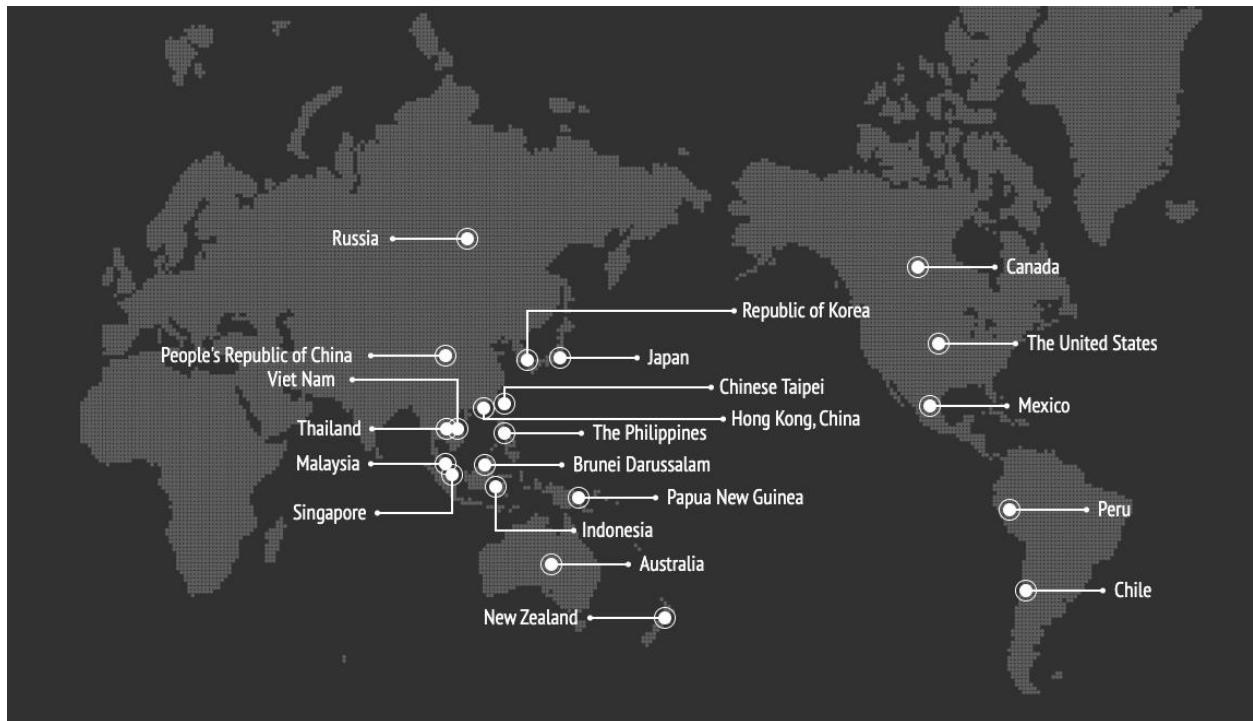 Russia
Canada
Republic of Korea
The United States
People's Republic of China
Japan
Viet Nam
Chinese Taipei
Mexico
Hong Kong, China
Thailand
The Philippines
Malaysia
Brunei Darussalam
Papua New Guinea
Peru
Singapore
Indonesia
Australia
Chile
New Zealand